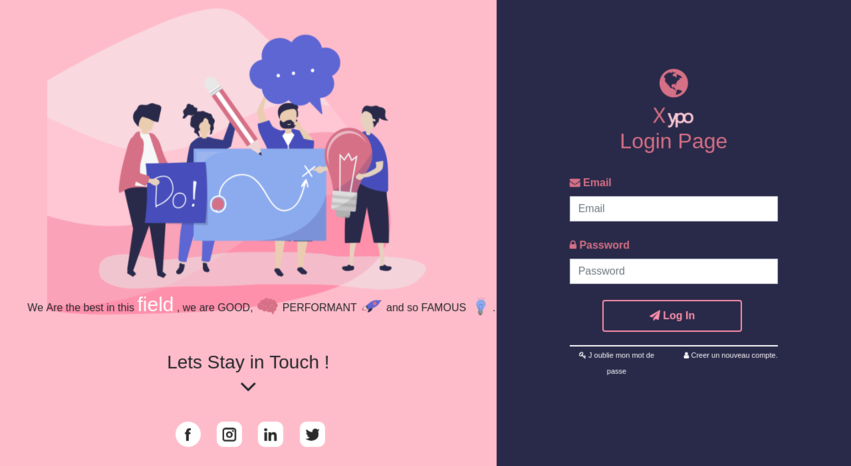 Do!
We Are the best in this field , we are GOOD, PERFORMANT and so FAMOUS .
Lets Stay in Touch !
X ypo
Login Page
Email
Email
Password
Password
Log In
J oublie mon mot de
passe
Creer un nouveau compte.